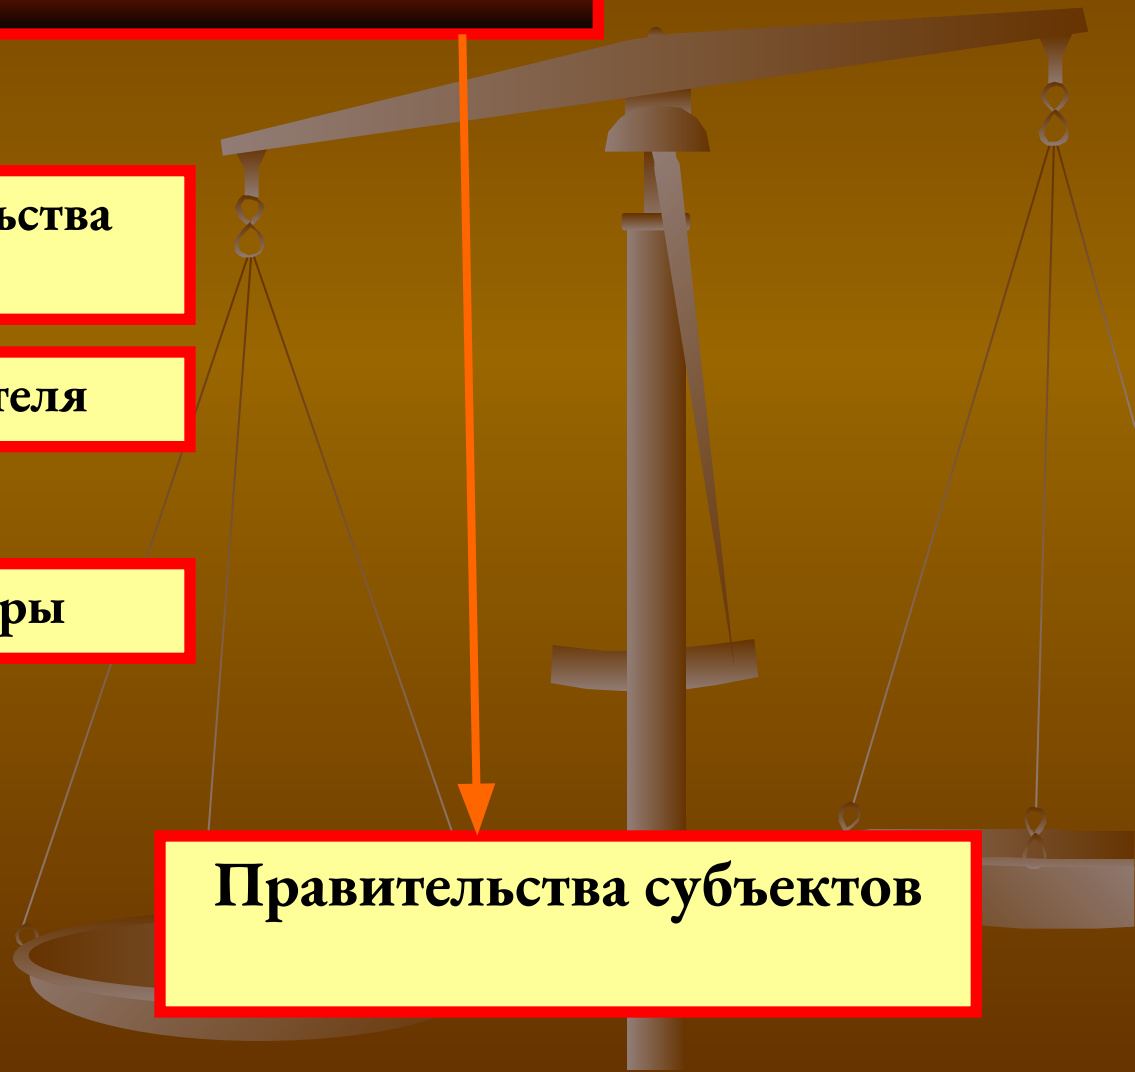 ьства
теля
ры
Правительства субъектов